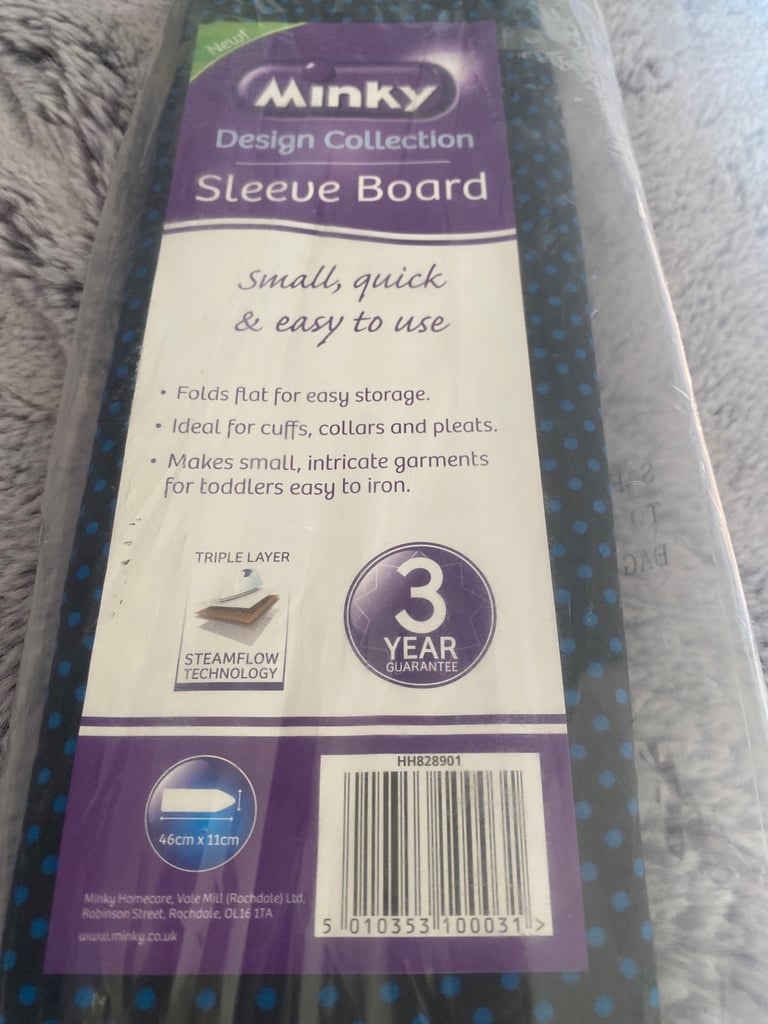 New!
Minky
Design Collection
Sleeve Board
Small, quick
& easy to use
• Folds flat for easy storage.
• Ideal for cuffs, collars and pleats.
• Makes small, intricate garments
for toddlers easy to iron.
TRIPLE LAYER
STEAMFLOW
TECHNOLOGY
3
YEAR
GUARANTEE
46cm x 11cm
HH828901
5 010353 100031 >
Minky Homecare, Vale Mill (Rochdale) Ltd,
Robinson Street, Rochdale, OL16 1TA
www.minky.co.uk
BAG